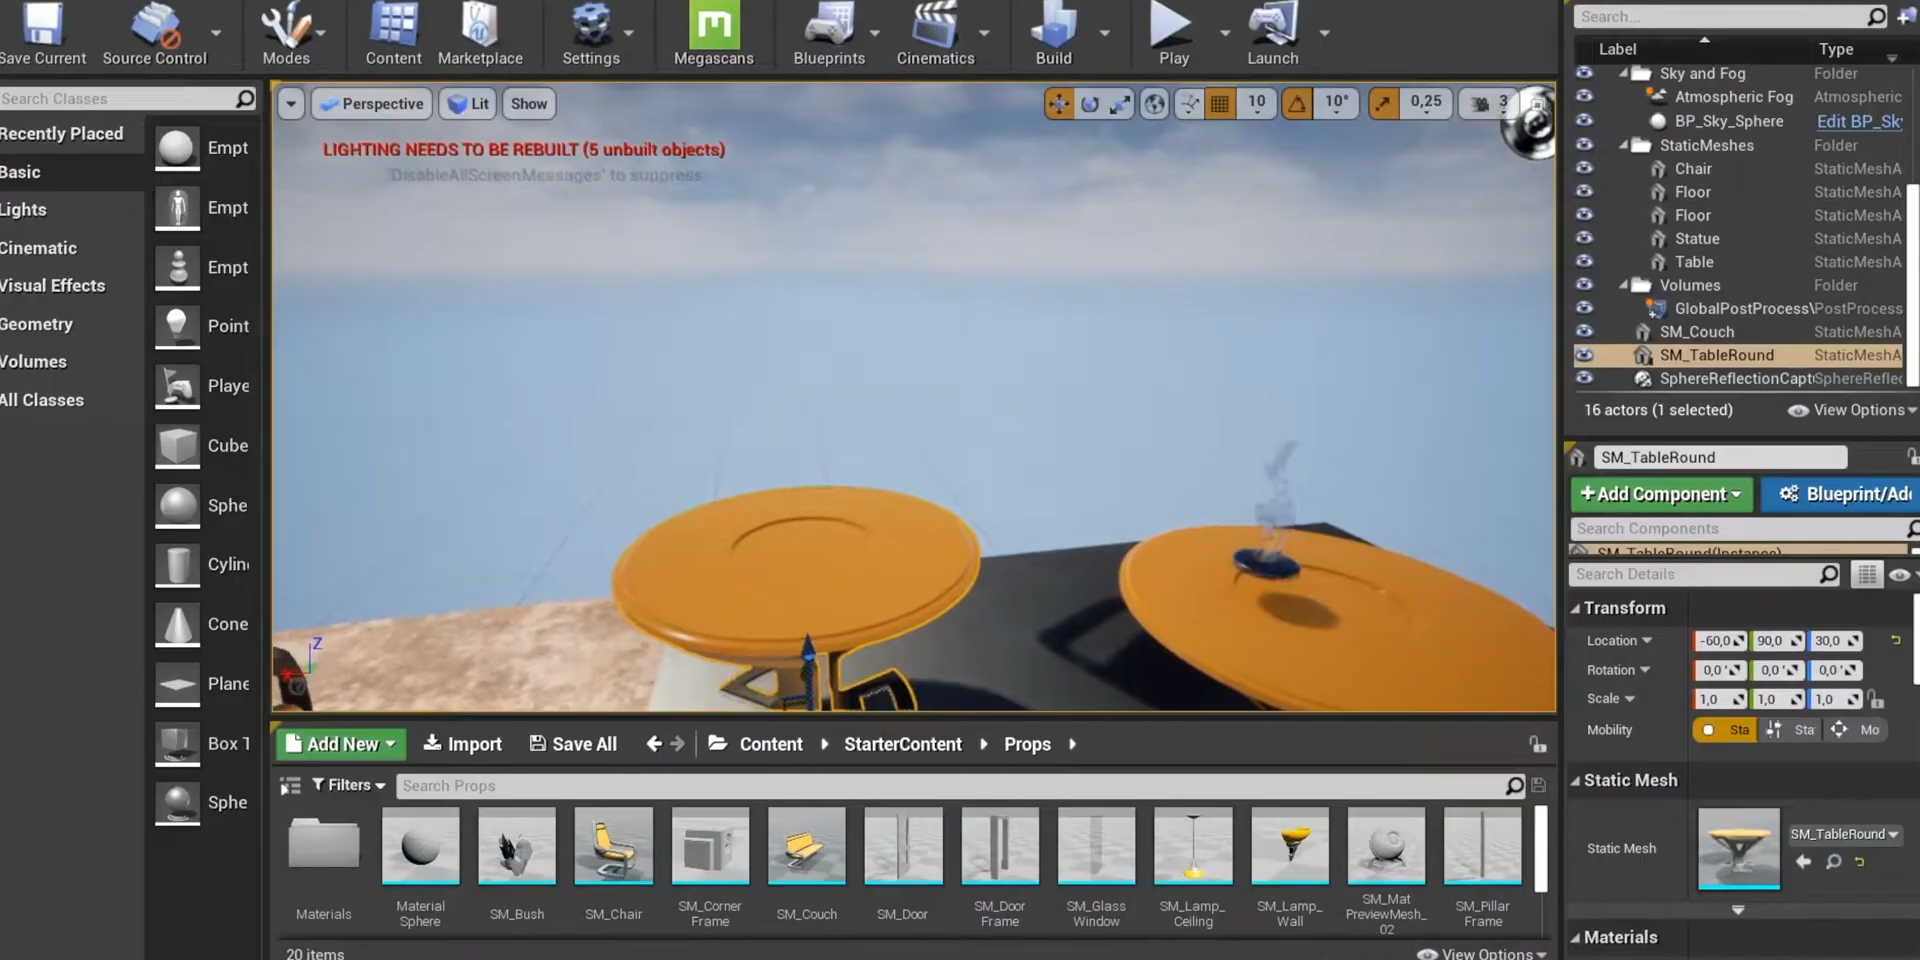 Save Current
Source Control
Modes
Content
Marketplace
Settings
Megascans
Blueprints
Cinematics
Build
Play
Launch
Search Classes
Recently Placed
Basic
Lights
Cinematic
Visual Effects
Geometry
Volumes
All Classes
Empt
Empt
Empt
Point
Playe
Cube
Sphe
Cylin
Cone
Plane
Box T
Sphe
Perspective
Lit
Show
10
10°
0,25
3
LIGHTING NEEDS TO BE REBUILT (5 unbuilt objects)
'DisableAllScreenMessages' to suppress
Z
Add New
Import
Save All
Content
StarterContent
Props
Filters
Search Props
Materials
Material Sphere
SM_Bush
SM_Chair
SM_Corner Frame
SM_Couch
SM_Door
SM_Door Frame
SM_Glass Window
SM_Lamp_ Ceiling
SM_Lamp_ Wall
SM_Mat PreviewMesh_ 02
SM_Pillar Frame
20 items
View Options
Search...
Label Type
Sky and Fog Folder
Atmospheric Fog Atmospheric
BP_Sky_Sphere Edit BP_Sky
StaticMeshes Folder
Chair StaticMeshA
Floor StaticMeshA
Floor StaticMeshA
Statue StaticMeshA
Table StaticMeshA
Volumes Folder
GlobalPostProcess PostProcess
SM_Couch StaticMeshA
SM_TableRound StaticMeshA
SphereReflectionCapt SphereReflec
16 actors (1 selected)
View Options
SM_TableRound
+Add Component
Blueprint/Add
Search Components
SM_TableRound(Instance)
Search Details
Transform
Location -60,0 90,0 30,0
Rotation 0,0° 0,0° 0,0°
Scale 1,0 1,0 1,0
Mobility Sta Sta Mo
Static Mesh
Static Mesh
SM_TableRound
Materials